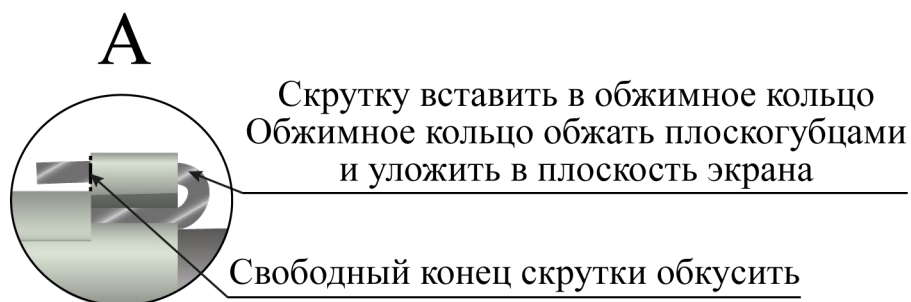 А
Скрутку вставить в обжимное кольцо
Обжимное кольцо обжать плоскогубцами
и уложить в плоскость экрана
Свободный конец скрутки обкусить